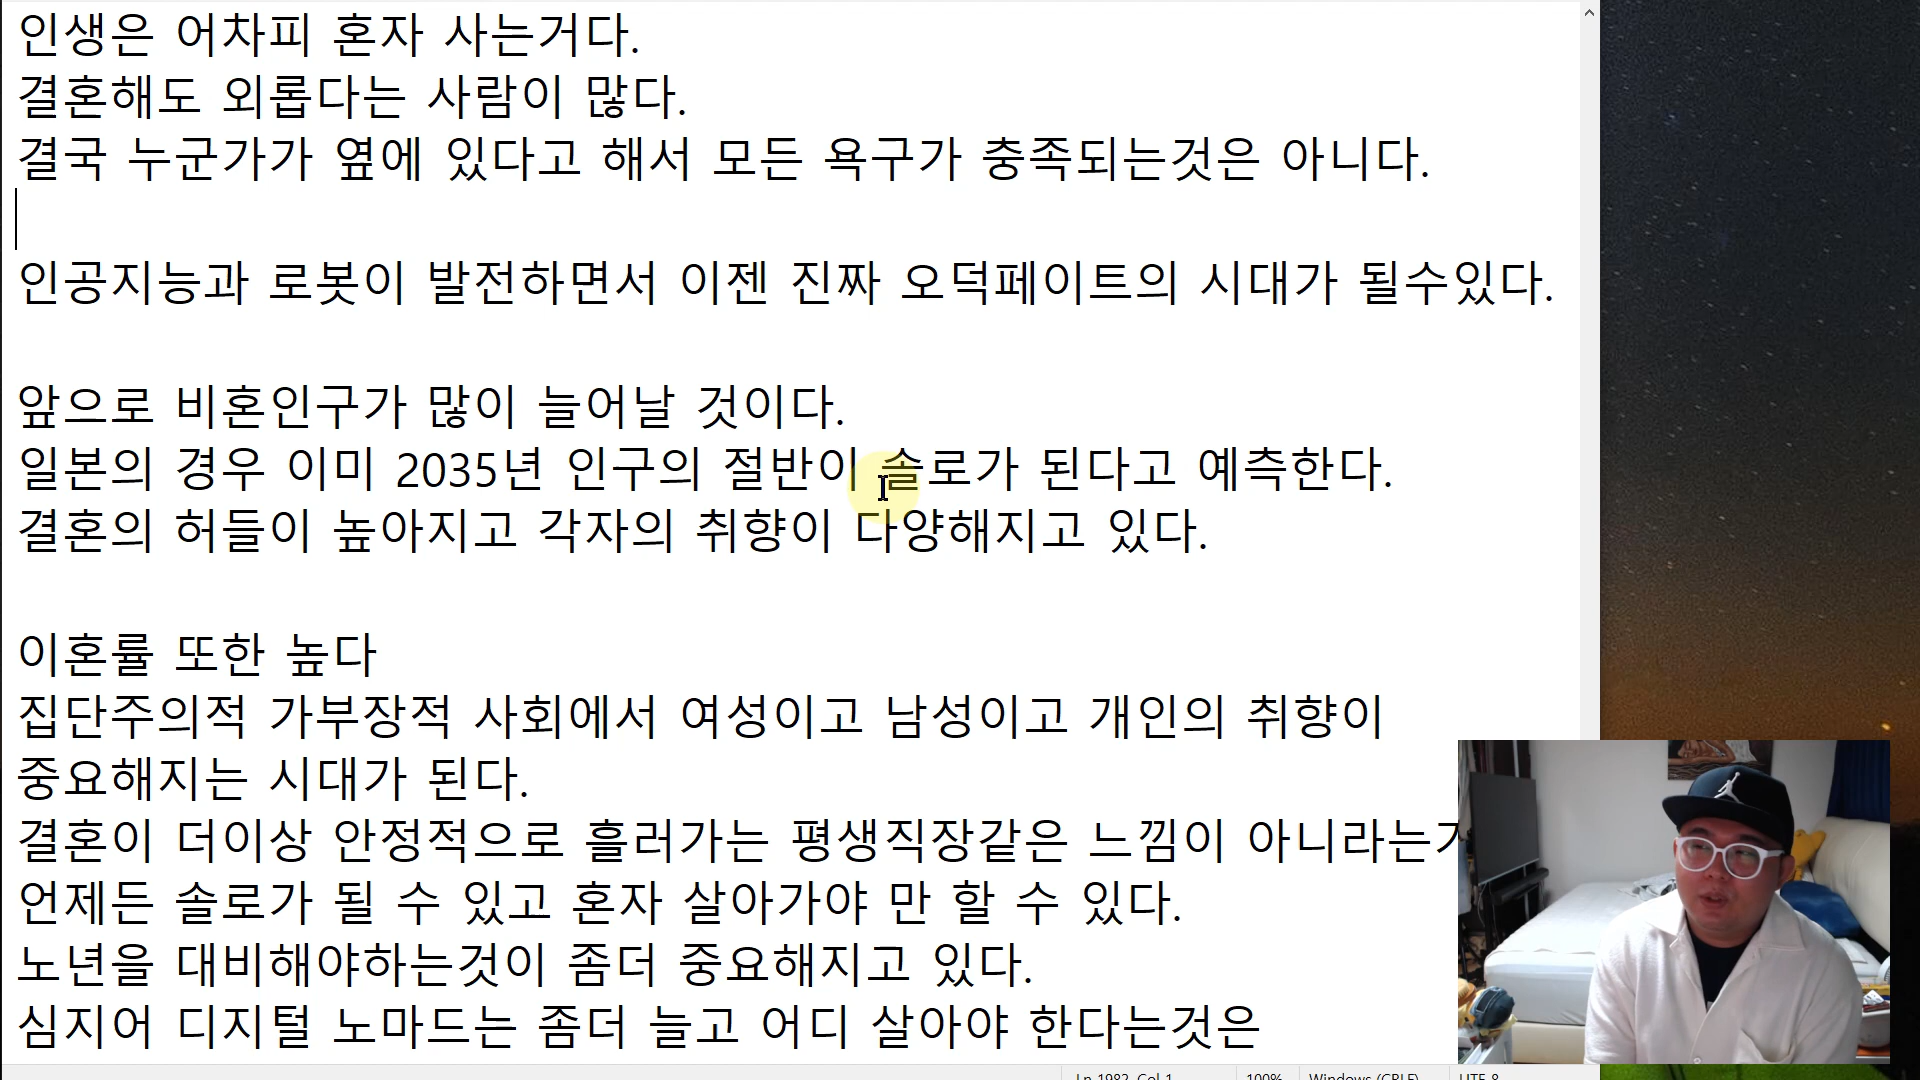 인생은 어차피 혼자 사는거다.
결혼해도 외롭다는 사람이 많다.
결국 누군가가 옆에 있다고 해서 모든 욕구가 충족되는것은 아니다.
인공지능과 로봇이 발전하면서 이젠 진짜 오덕페이트의 시대가 될수있다.
앞으로 비혼인구가 많이 늘어날 것이다.
일본의 경우 이미 2035년 인구의 절반이 솔로가 된다고 예측한다.
결혼의 허들이 높아지고 각자의 취향이 다양해지고 있다.
이혼률 또한 높다
집단주의적 가부장적 사회에서 여성이고 남성이고 개인의 취향이
중요해지는 시대가 된다.
결혼이 더이상 안정적으로 흘러가는 평생직장같은 느낌이 아니라는
언제든 솔로가 될 수 있고 혼자 살아가야 만 할 수 있다.
노년을 대비해야하는것이 좀더 중요해지고 있다.
심지어 디지털 노마드는 좀더 늘고 어디 살아야 한다는것은
Ln 1982, Col 1 100% Windows (CRLF) UTF-8